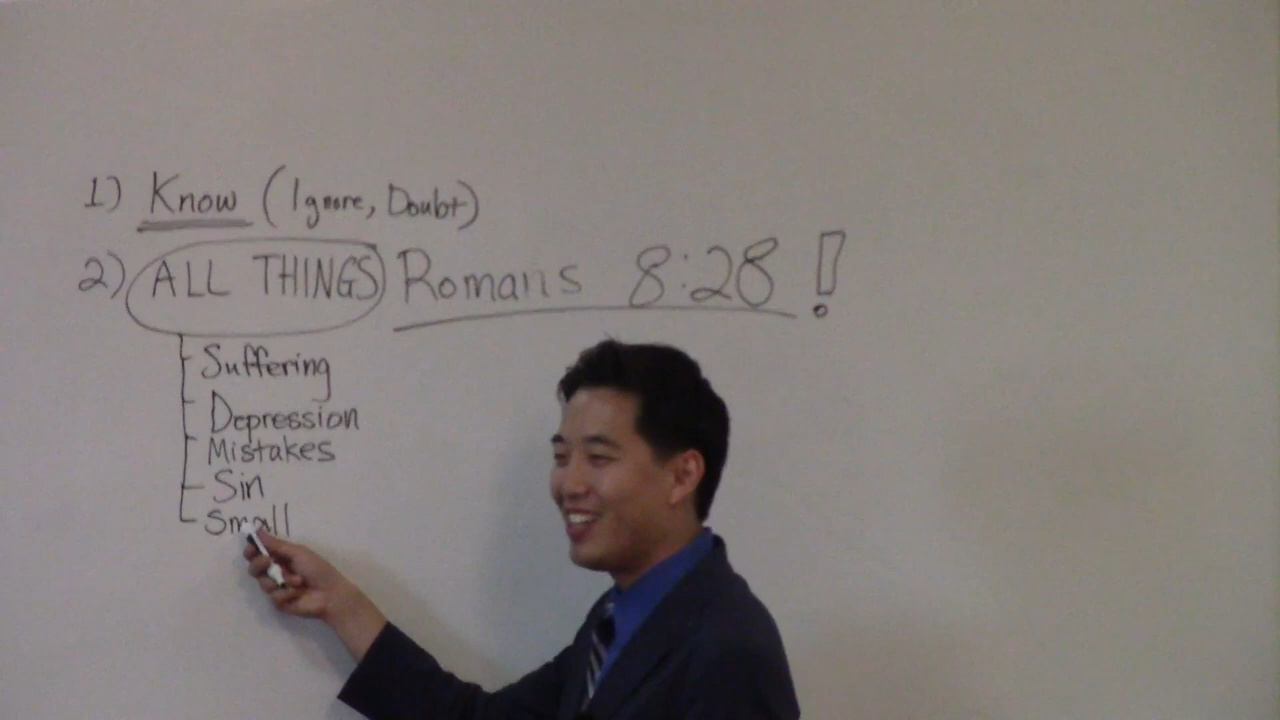 1) Know (Ignore, Doubt)
2) ALL THINGS Romans 8:28!
Suffering
Depression
Mistakes
Sin
Small